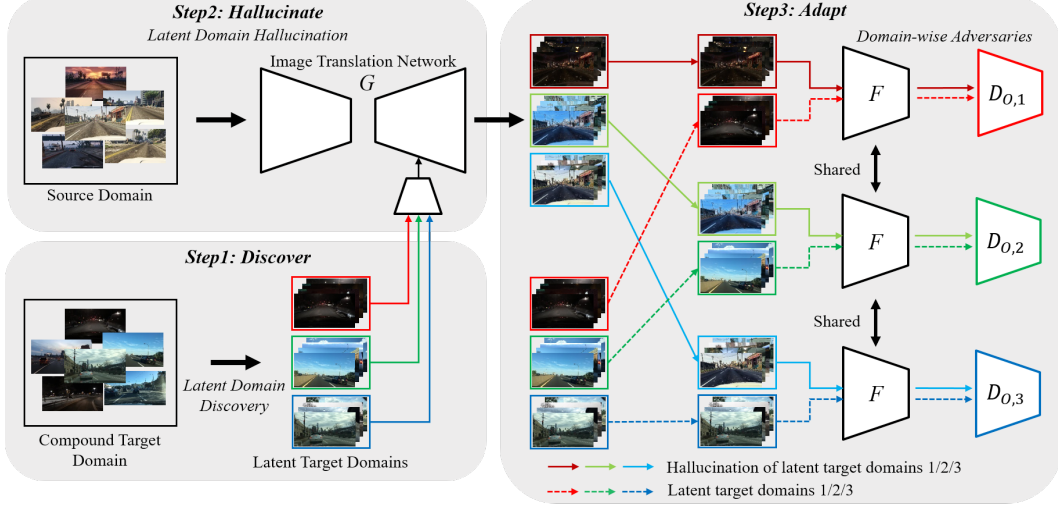 Step2: Hallucinate
Latent Domain Hallucination
Image Translation Network
G
Source Domain
Step1: Discover
Latent Domain
Discovery
Compound Target
Domain
Latent Target Domains
Step3: Adapt
Domain-wise Adversaries
F
D_{O,1}
Shared
F
D_{O,2}
Shared
F
D_{O,3}
Hallucination of latent target domains 1/2/3
Latent target domains 1/2/3